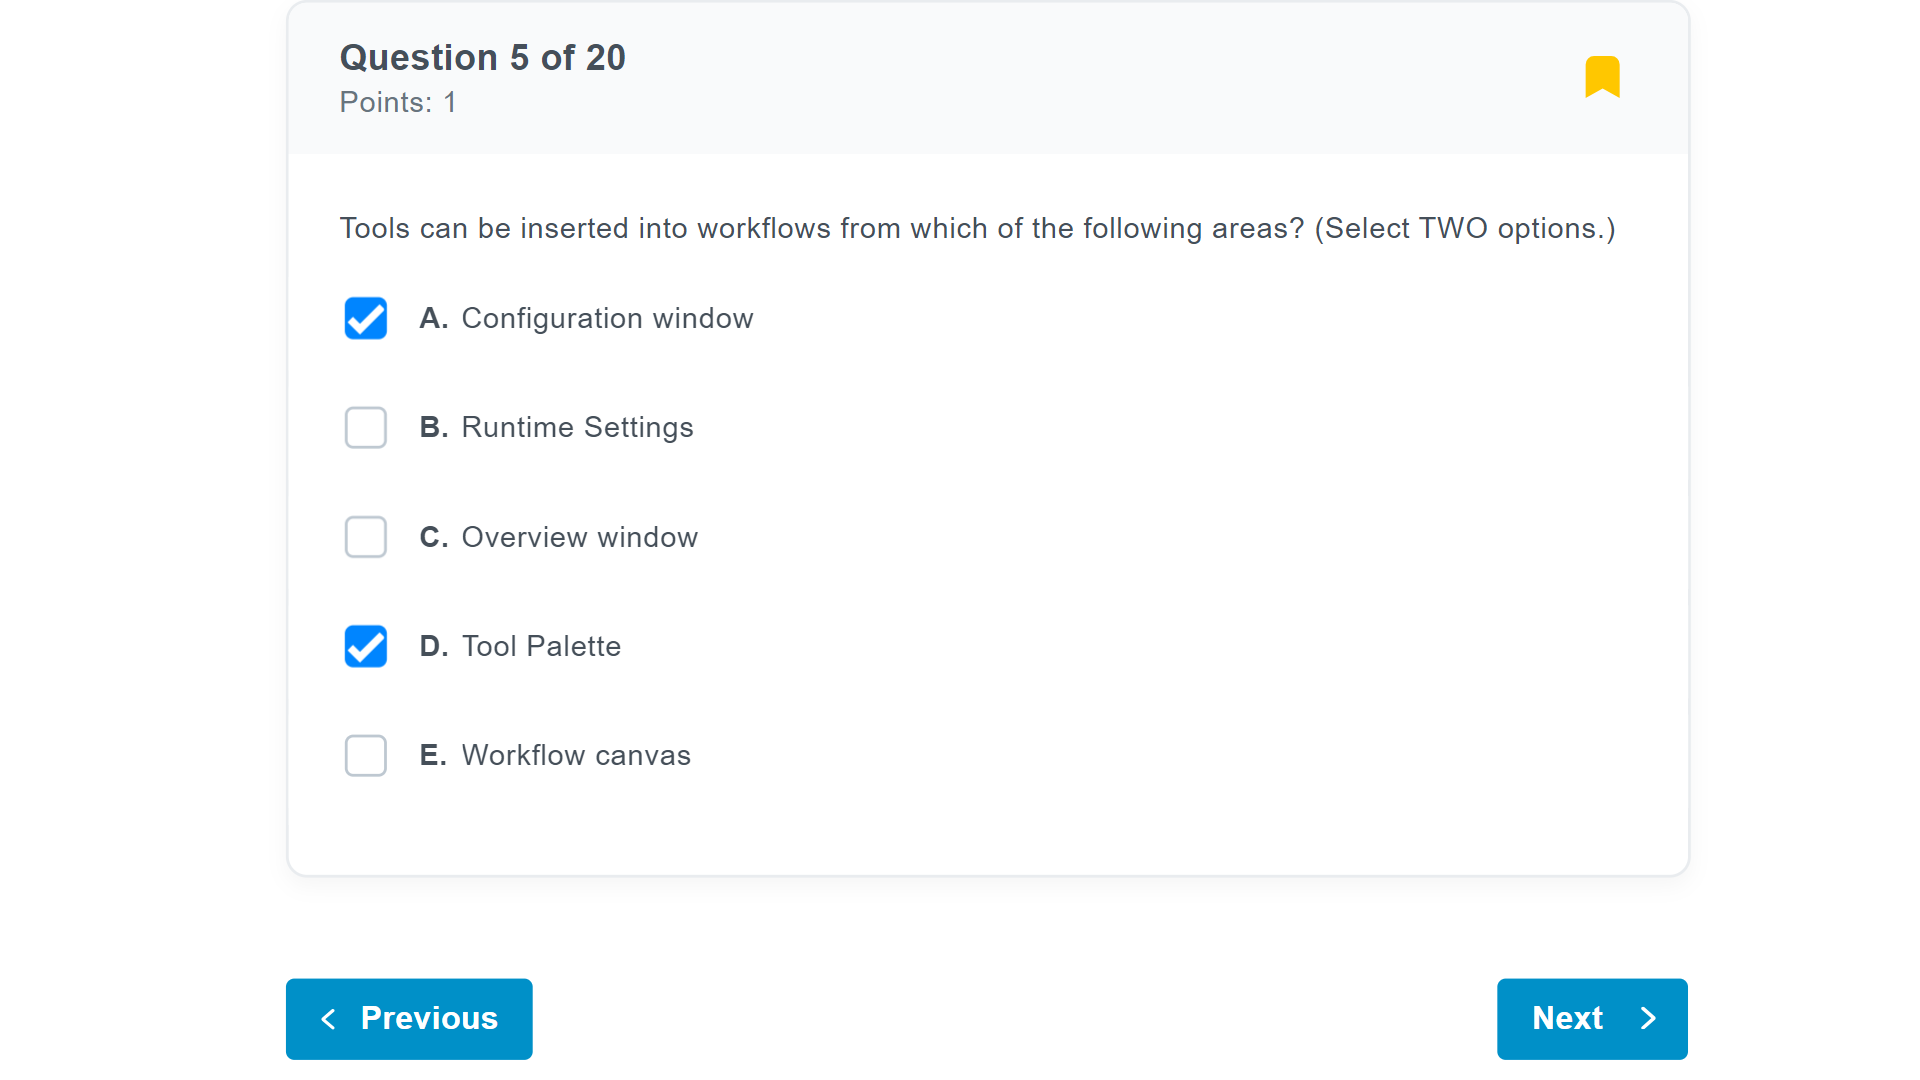 Question 5 of 20
Points: 1
Tools can be inserted into workflows from which of the following areas? (Select TWO options.)
A. Configuration window
B. Runtime Settings
C. Overview window
D. Tool Palette
E. Workflow canvas
Previous
Next